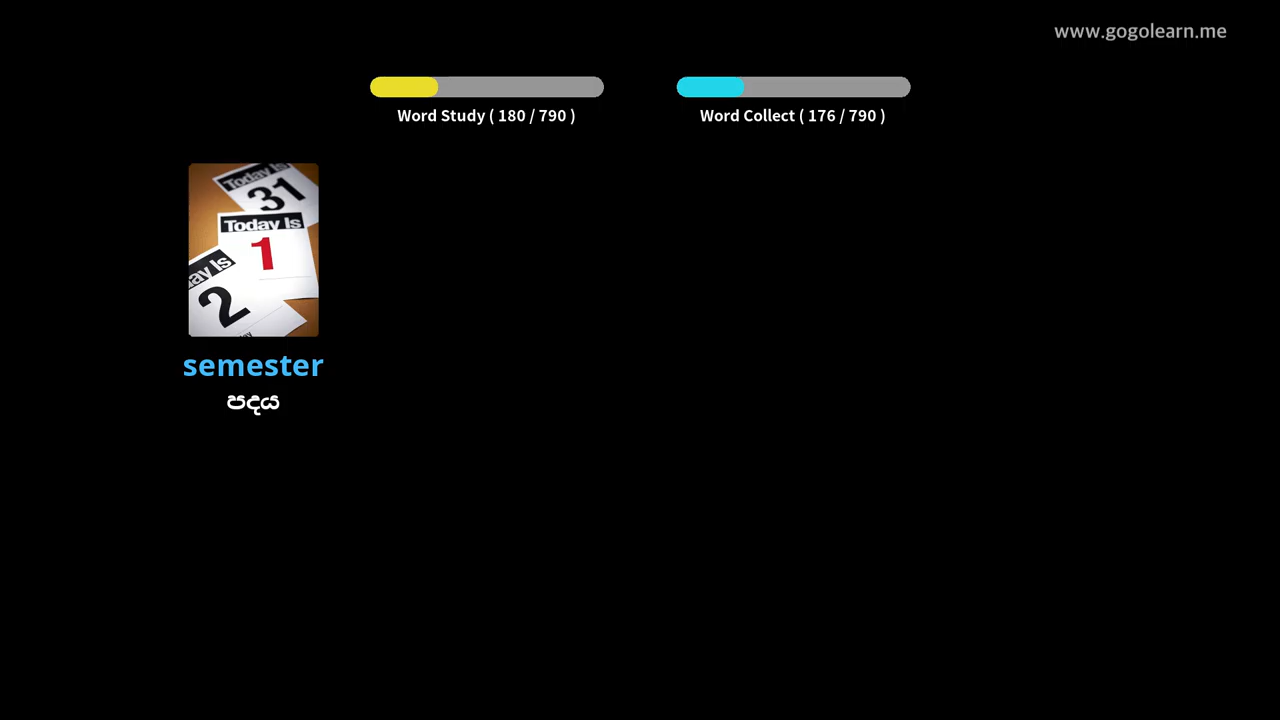 www.gogolearn.me
Word Study ( 180 / 790 )
Word Collect ( 176 / 790 )
Today Is
31
Today Is
1
ay Is
2
semester
පදය